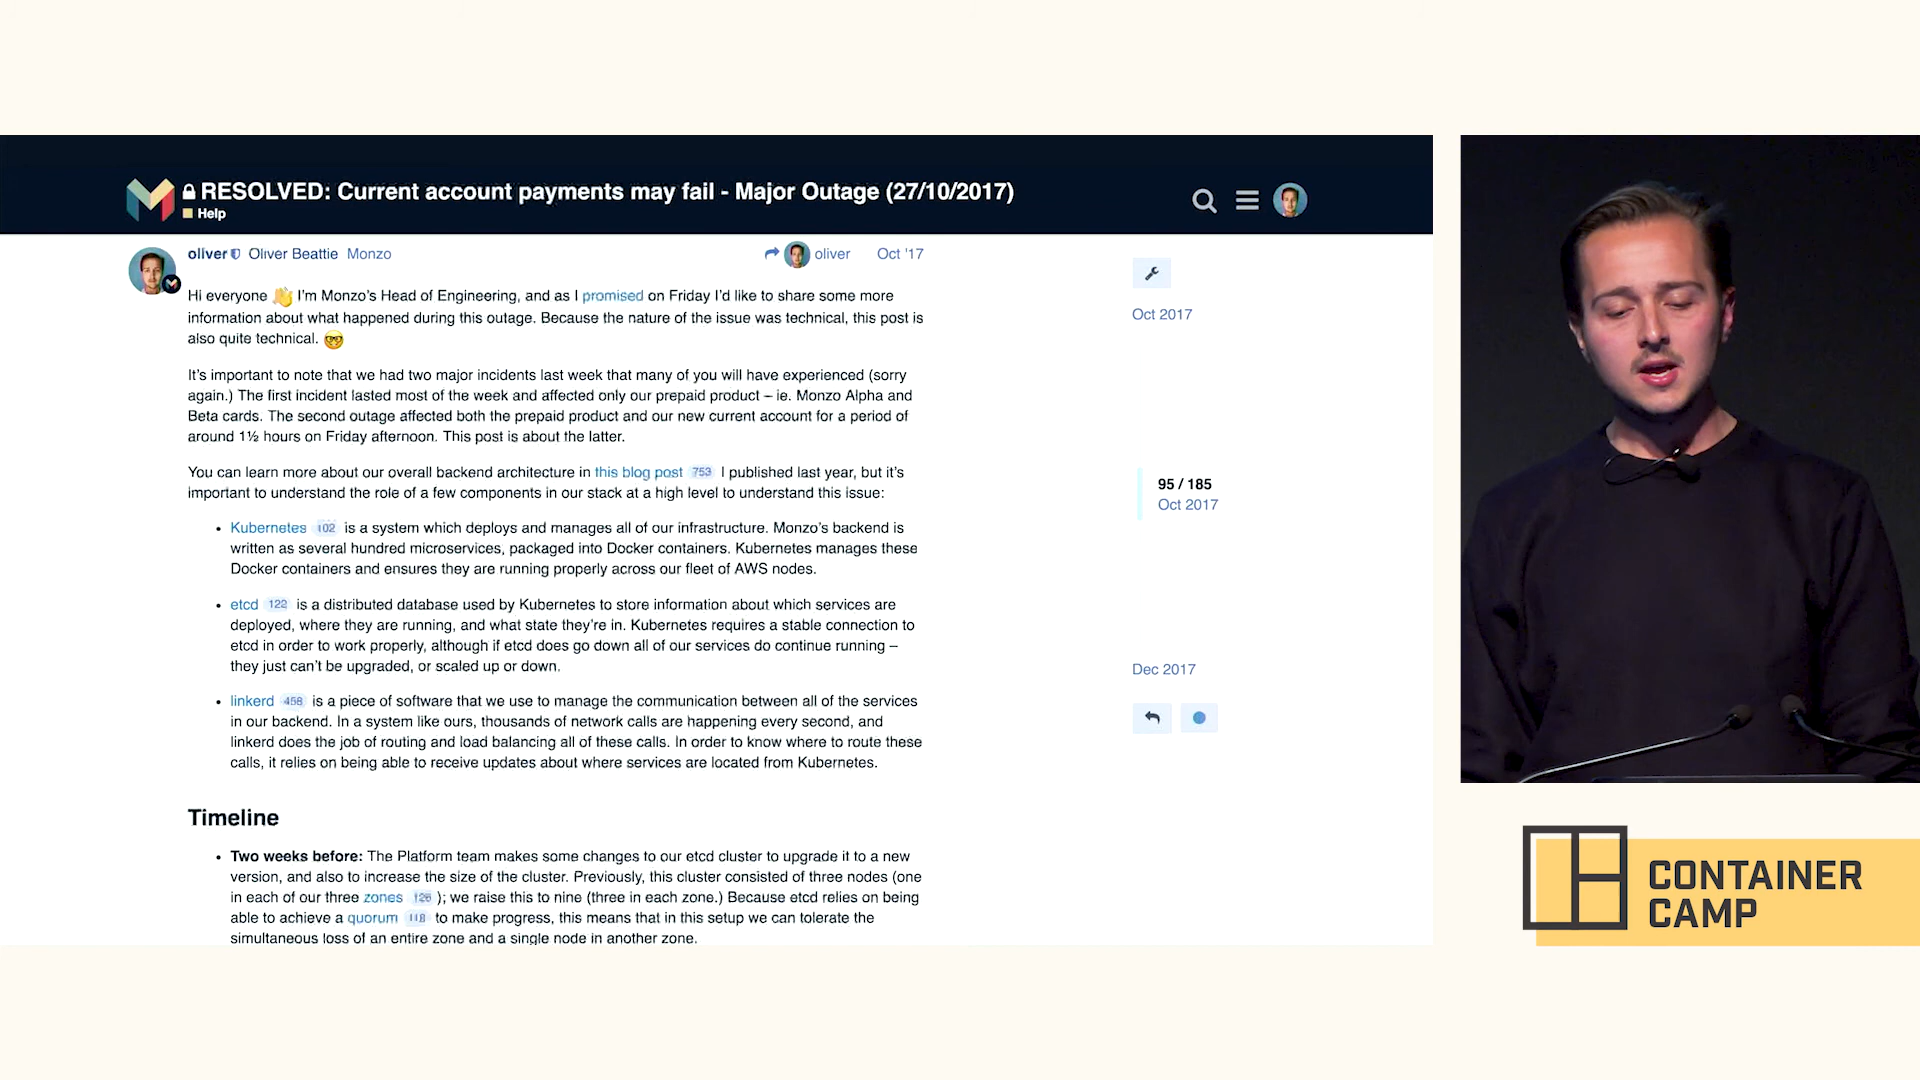 RESOLVED: Current account payments may fail - Major Outage (27/10/2017)
Help
oliver Oliver Beattie Monzo
oliver Oct '17
Hi everyone I'm Monzo's Head of Engineering, and as I promised on Friday I'd like to share some more
information about what happened during this outage. Because the nature of the issue was technical, this post is
also quite technical.
It's important to note that we had two major incidents last week that many of you will have experienced (sorry
again.) The first incident lasted most of the week and affected only our prepaid product – ie. Monzo Alpha and
Beta cards. The second outage affected both the prepaid product and our new current account for a period of
around 1½ hours on Friday afternoon. This post is about the latter.
You can learn more about our overall backend architecture in this blog post 753 I published last year, but it's
important to understand the role of a few components in our stack at a high level to understand this issue:
• Kubernetes 102 is a system which deploys and manages all of our infrastructure. Monzo's backend is
written as several hundred microservices, packaged into Docker containers. Kubernetes manages these
Docker containers and ensures they are running properly across our fleet of AWS nodes.
• etcd 122 is a distributed database used by Kubernetes to store information about which services are
deployed, where they are running, and what state they're in. Kubernetes requires a stable connection to
etcd in order to work properly, although if etcd does go down all of our services do continue running –
they just can't be upgraded, or scaled up or down.
• linkerd 458 is a piece of software that we use to manage the communication between all of the services
in our backend. In a system like ours, thousands of network calls are happening every second, and
linkerd does the job of routing and load balancing all of these calls. In order to know where to route these
calls, it relies on being able to receive updates about where services are located from Kubernetes.
Timeline
• Two weeks before: The Platform team makes some changes to our etcd cluster to upgrade it to a new
version, and also to increase the size of the cluster. Previously, this cluster consisted of three nodes (one
in each of our three zones 126 ); we raise this to nine (three in each zone.) Because etcd relies on being
able to achieve a quorum 118 to make progress, this means that in this setup we can tolerate the
simultaneous loss of an entire zone and a single node in another zone.
Oct 2017
95 / 185
Oct 2017
Dec 2017
CONTAINER
CAMP